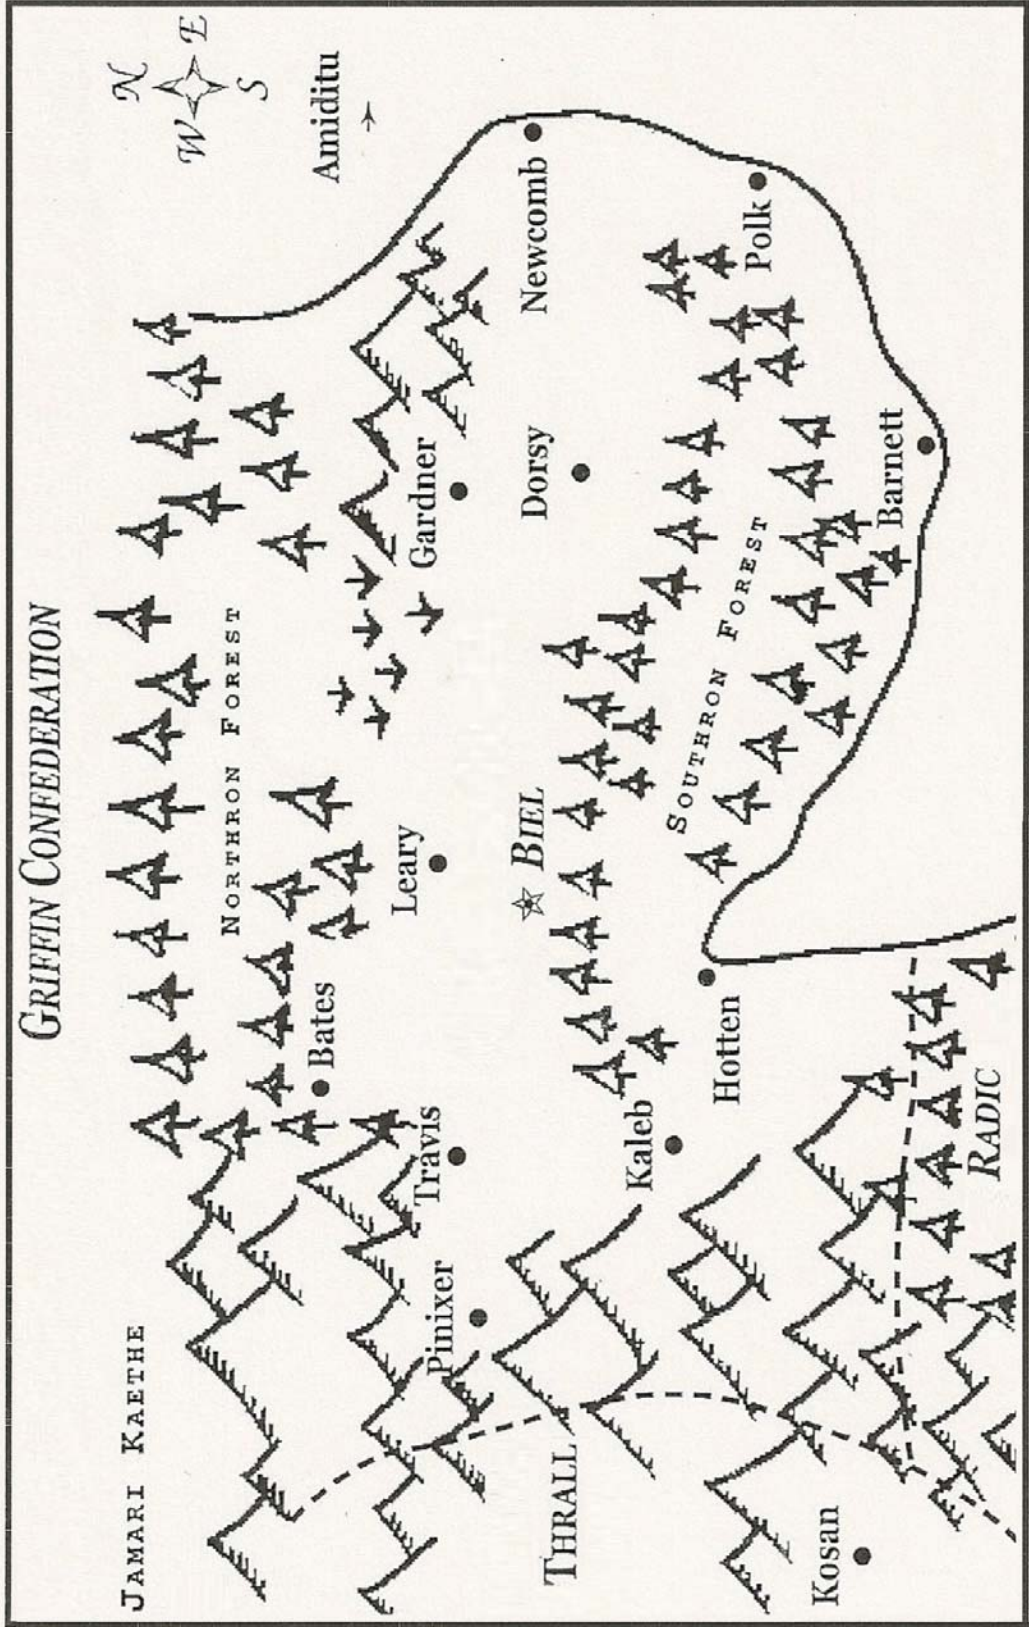 GRIFFIN CONFEDERATION
JAMARI KAETHE
N
W
E
S
NORTHRON FOREST
Amiditu
Bates
Leary
Gardner
Travis
Pinixer
Newcomb
Dorsy
BIEL
THRALL
Kaleb
SOUTHRON FOREST
Polk
Hotten
Kosan
Barnett
RADIC